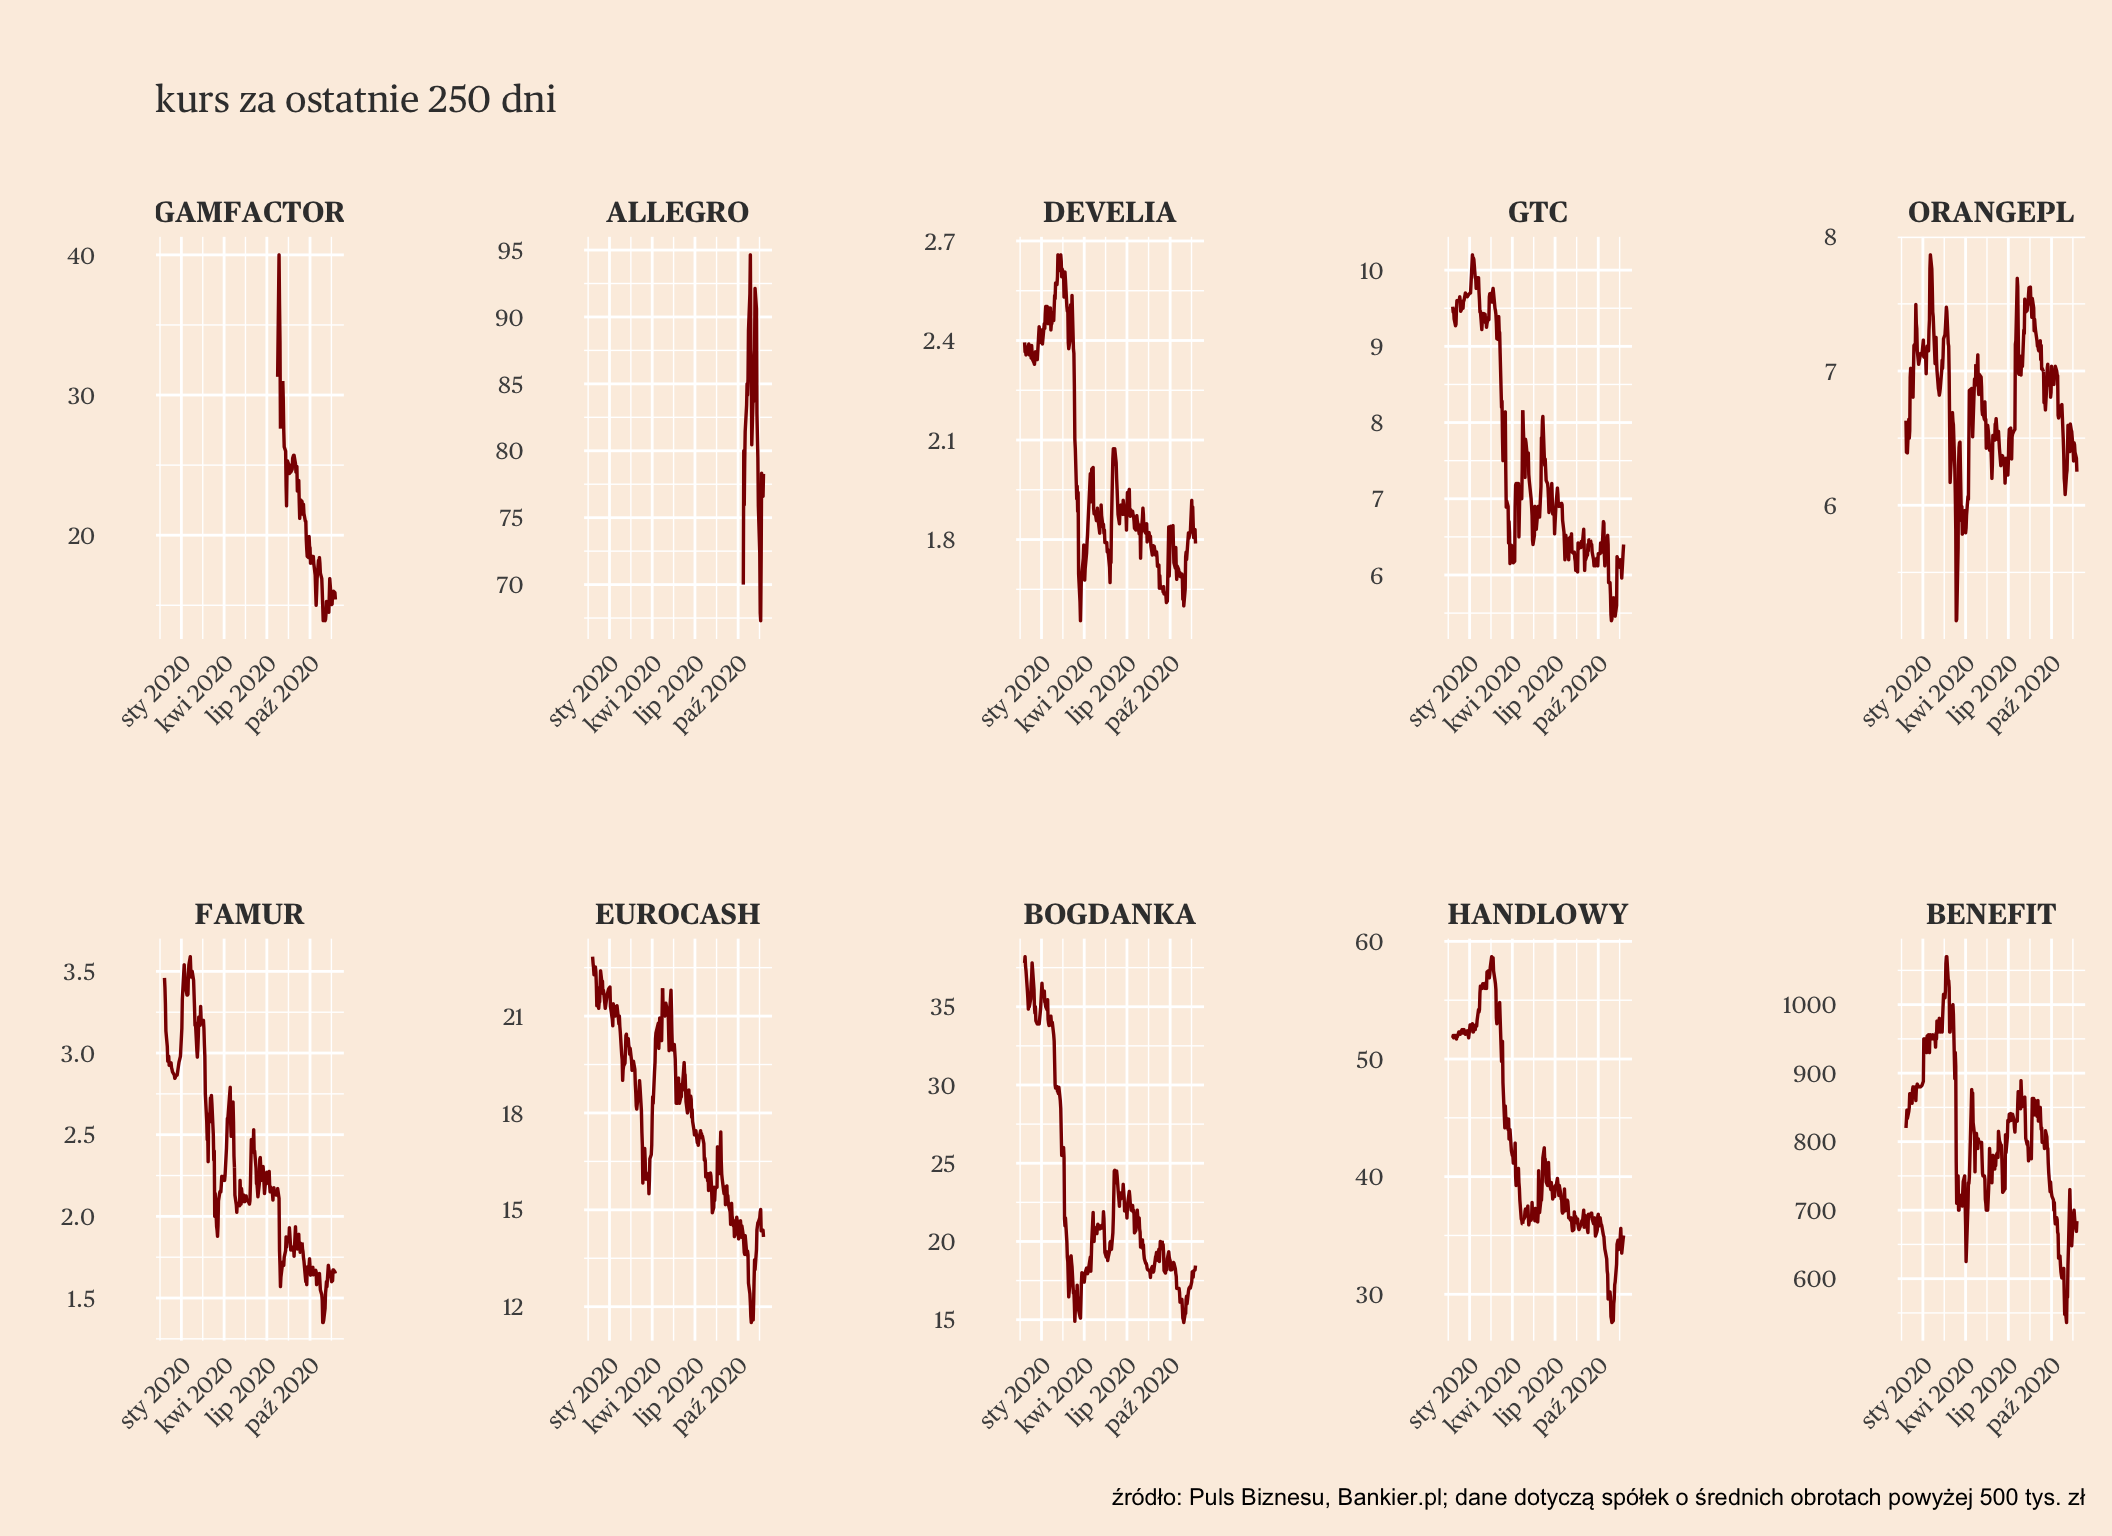 kurs za ostatnie 250 dni
GAMFACTOR
ALLEGRO
DEVELIA
GTC
ORANGEPL
40
30
20
sty 2020
kwi 2020
lip 2020
paź 2020
95
90
85
80
75
70
sty 2020
kwi 2020
lip 2020
paź 2020
2.7
2.4
2.1
1.8
sty 2020
kwi 2020
lip 2020
paź 2020
10
9
8
7
6
sty 2020
kwi 2020
lip 2020
paź 2020
8
7
6
sty 2020
kwi 2020
lip 2020
paź 2020
FAMUR
EUROCASH
BOGDANKA
HANDLOWY
BENEFIT
3.5
3.0
2.5
2.0
1.5
sty 2020
kwi 2020
lip 2020
paź 2020
21
18
15
12
sty 2020
kwi 2020
lip 2020
paź 2020
35
30
25
20
15
sty 2020
kwi 2020
lip 2020
paź 2020
60
50
40
30
sty 2020
kwi 2020
lip 2020
paź 2020
1000
900
800
700
600
sty 2020
kwi 2020
lip 2020
paź 2020
źródło: Puls Biznesu, Bankier.pl; dane dotyczą spółek o średnich obrotach powyżej 500 tys. zł